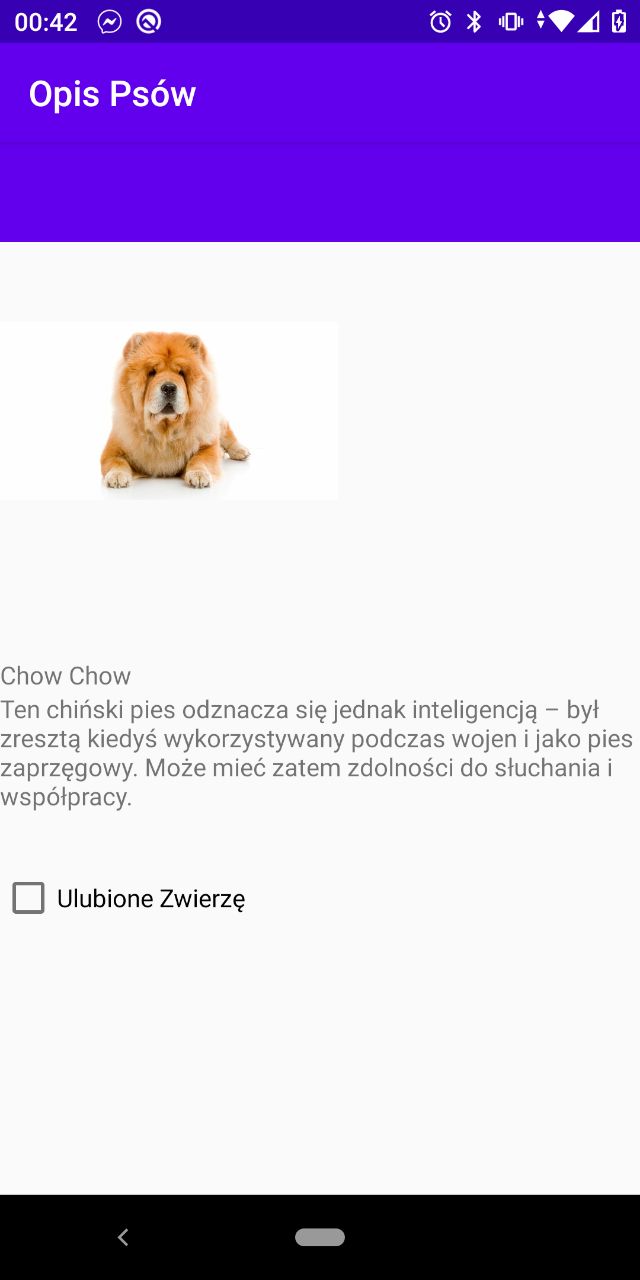 00:42
Opis Psów
Chow Chow
Ten chiński pies odznacza się jednak inteligencją – był
zresztą kiedyś wykorzystywany podczas wojen i jako pies
zaprzęgowy. Może mieć zatem zdolności do słuchania i
współpracy.
Ulubione Zwierzę